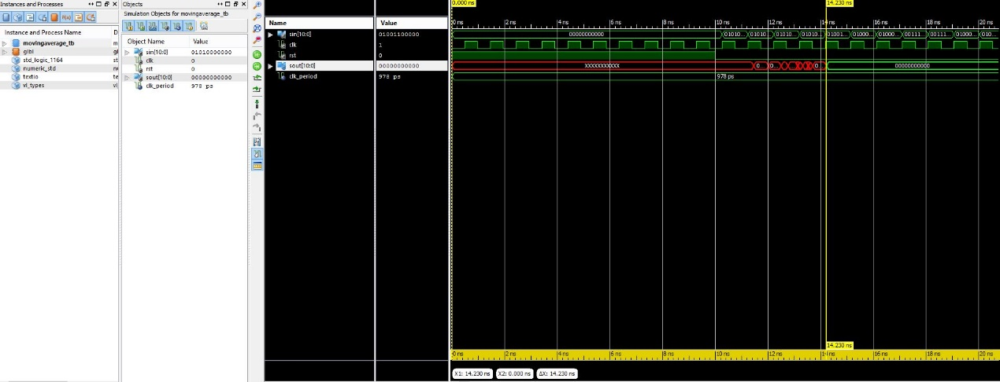 Instances and Processes
Instance and Process Name D
movingaverage_tb m
glbl gl
std_logic_1164 st
numeric_std nu
textio te
vl_types vl
Objects
Simulation Objects for movingaverage_tb
Object Name Value
sin[10:0] 01010000000
clk 0
rst 0
sout[10:0] 00000000000
clk_period 978 ps
Name Value
sin[10:0] 01001100000
clk 1
rst 0
sout[10:0] 00000000000
clk_period 978 ps
0.000 ns 14.230 ns
0 ns 2 ns 4 ns 6 ns 8 ns 10 ns 12 ns 14 ns 16 ns 18 ns 20 ns
00000000000 01010... 01010... 01010... 01010... 01001... 01000... 01000... 00111... 01111... 01000... 010...
XXXXXXXXXXX 0 0... 0... 00000000000
978 ps
14.230 ns
0 ns 2 ns 4 ns 6 ns 8 ns 10 ns 12 ns 14 ns 16 ns 18 ns 20 ns
X1: 14.230 ns X2: 0.000 ns ΔX: 14.230 ns